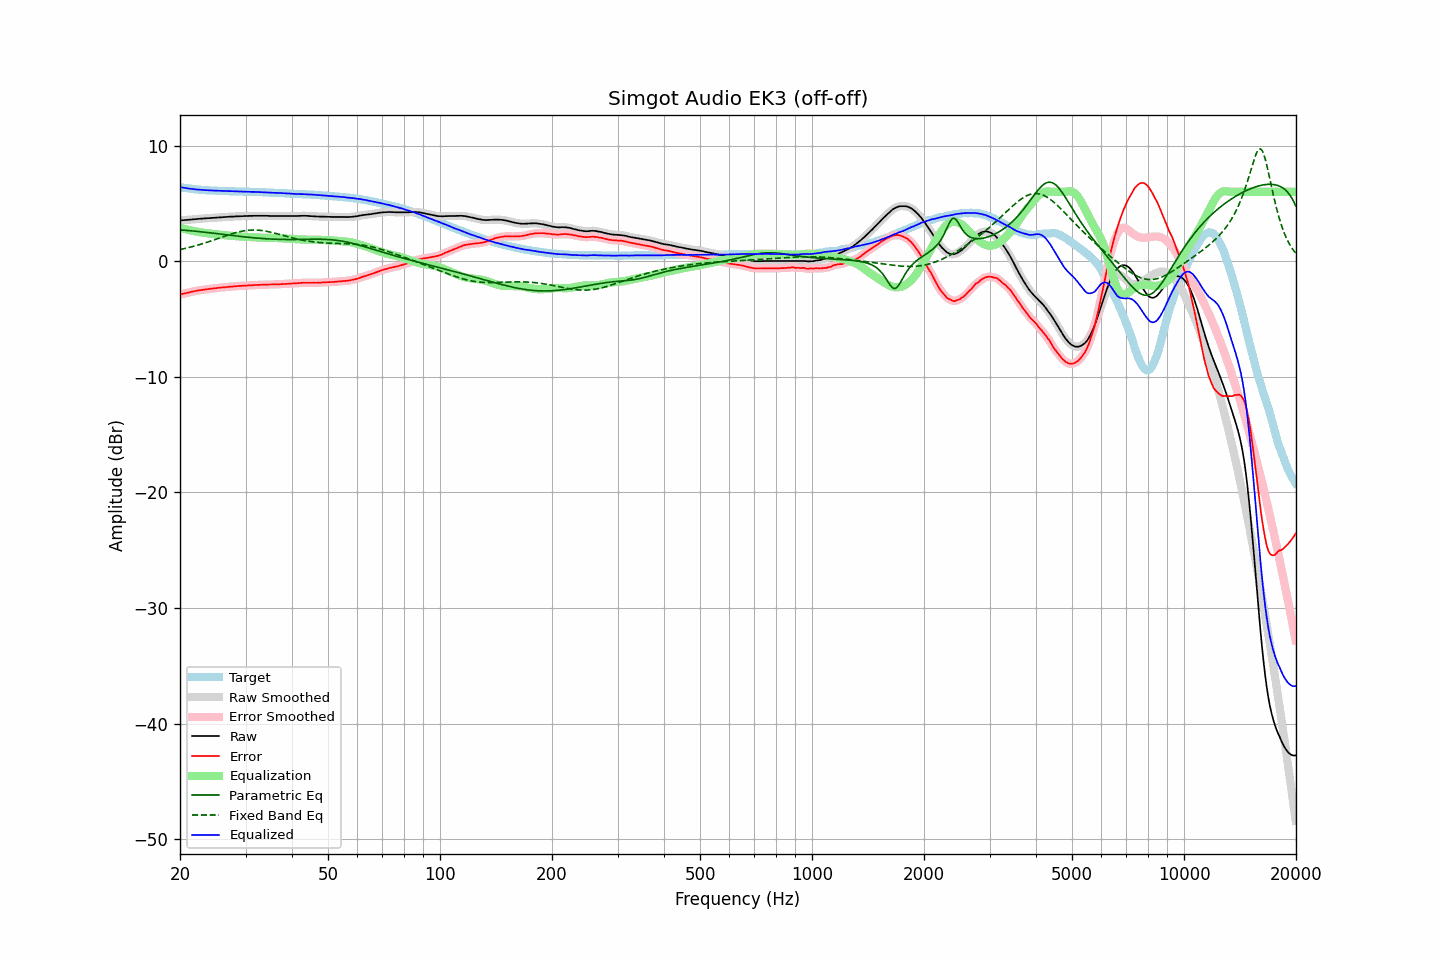 Simgot Audio EK3 (off-off)
Amplitude (dBr)
10
0
−10
−20
−30
−40
−50
Target
Raw Smoothed
Error Smoothed
Raw
Error
Equalization
Parametric Eq
Fixed Band Eq
Equalized
20 50 100 200 500 1000 2000 5000 10000 20000
Frequency (Hz)